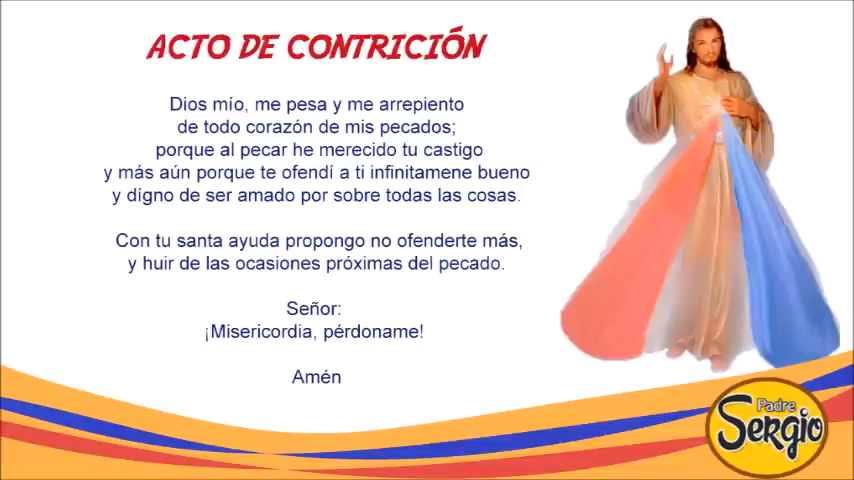 ACTO DE CONTRICIÓN
Dios mío, me pesa y me arrepiento
de todo corazón de mis pecados;
porque al pecar he merecido tu castigo
y más aún porque te ofendí a ti infinitamene bueno
y dígno de ser amado por sobre todas las cosas.
Con tu santa ayuda propongo no ofenderte más,
y huir de las ocasiones próximas del pecado.
Señor:
¡Misericordia, pérdoname!
Amén
Padre
Sergio